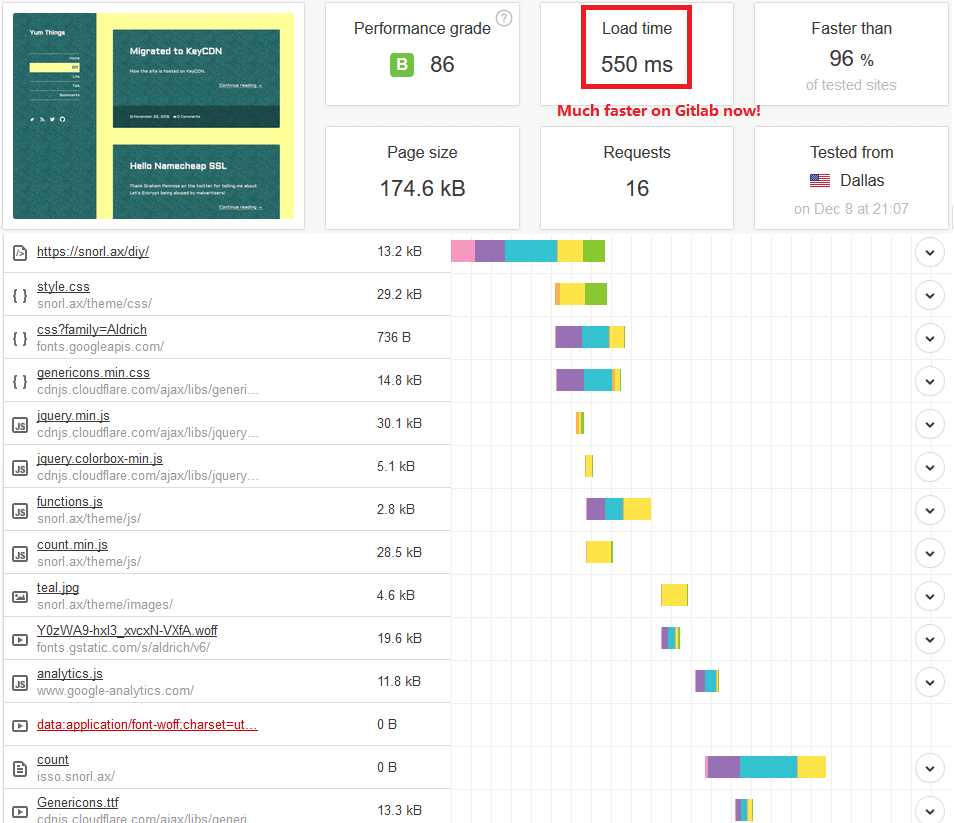 Yum Things
Home
DIY
Life
Talk
Bookmarks
Migrated to KeyCDN
Now the site is hosted on KeyCDN.
Continue reading →
November 28, 2016 0 Comments
Hello Namecheap SSL
Thank Graham Penrose on the twitter for telling me about
Let's Encrypt being abused by malvertisers!
Continue reading →
Performance grade ?
B 86
Load time
550 ms
Faster than
96 %
of tested sites
Much faster on Gitlab now!
Page size
174.6 kB
Requests
16
Tested from
Dallas
on Dec 8 at 21:07
https://snorl.ax/diy/ 13.2 kB
style.css
snorl.ax/theme/css/
29.2 kB
css?family=Aldrich
fonts.googleapis.com/
736 B
genericons.min.css
cdnjs.cloudflare.com/ajax/libs/generi…
14.8 kB
JS
jquery.min.js
cdnjs.cloudflare.com/ajax/libs/jquery…
30.1 kB
JS
jquery.colorbox-min.js
cdnjs.cloudflare.com/ajax/libs/jquery…
5.1 kB
JS
functions.js
snorl.ax/theme/js/
2.8 kB
JS
count.min.js
snorl.ax/theme/js/
28.5 kB
teal.jpg
snorl.ax/theme/images/
4.6 kB
Y0zWA9-hxI3_xvcxN-VXfA.woff
fonts.gstatic.com/s/aldrich/v6/
19.6 kB
JS
analytics.js
www.google-analytics.com/
11.8 kB
data:application/font-woff;charset=ut… 0 B
count
isso.snorl.ax/
0 B
Genericons.ttf
cdnjs.cloudflare.com/ajax/libs/generi
13.3 kB